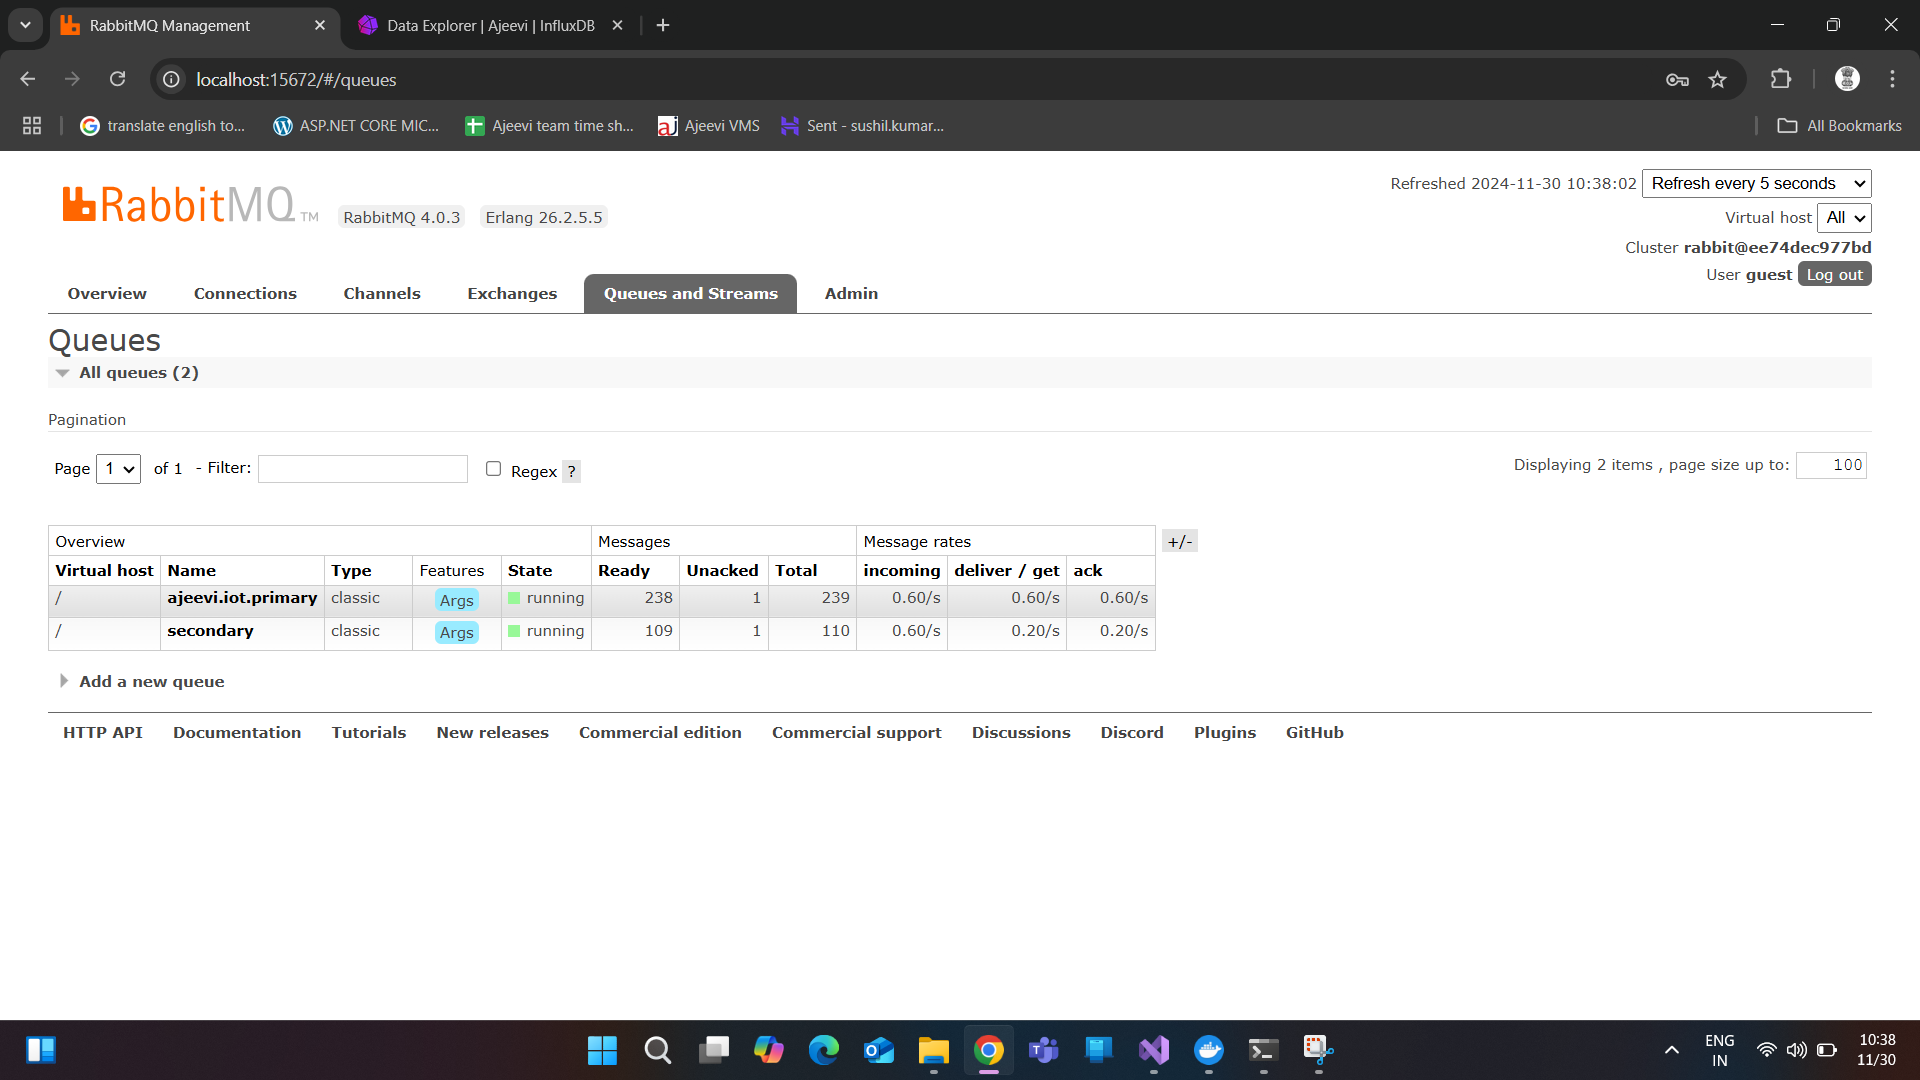 RabbitMQ Management
Data Explorer | Ajeevi | InfluxDB
localhost:15672/#/queues
translate english to...
ASP.NET CORE MIC...
Ajeevi team time sh...
Ajeevi VMS
Sent - sushil.kumar...
All Bookmarks
RabbitMQ TM
RabbitMQ 4.0.3
Erlang 26.2.5.5
Refreshed 2024-11-30 10:38:02 Refresh every 5 seconds
Virtual host All
Cluster rabbit@ee74dec977bd
User guest Log out
Overview Connections Channels Exchanges Queues and Streams Admin
Queues
All queues (2)
Pagination
Page 1 of 1 - Filter: Regex ?
Displaying 2 items , page size up to: 100
Overview Messages Message rates +/-
Virtual host Name Type Features State Ready Unacked Total incoming deliver / get ack
/ ajeevi.iot.primary classic Args running 238 1 239 0.60/s 0.60/s 0.60/s
/ secondary classic Args running 109 1 110 0.60/s 0.20/s 0.20/s
Add a new queue
HTTP API Documentation Tutorials New releases Commercial edition Commercial support Discussions Discord Plugins GitHub
ENG
IN
10:38
11/30